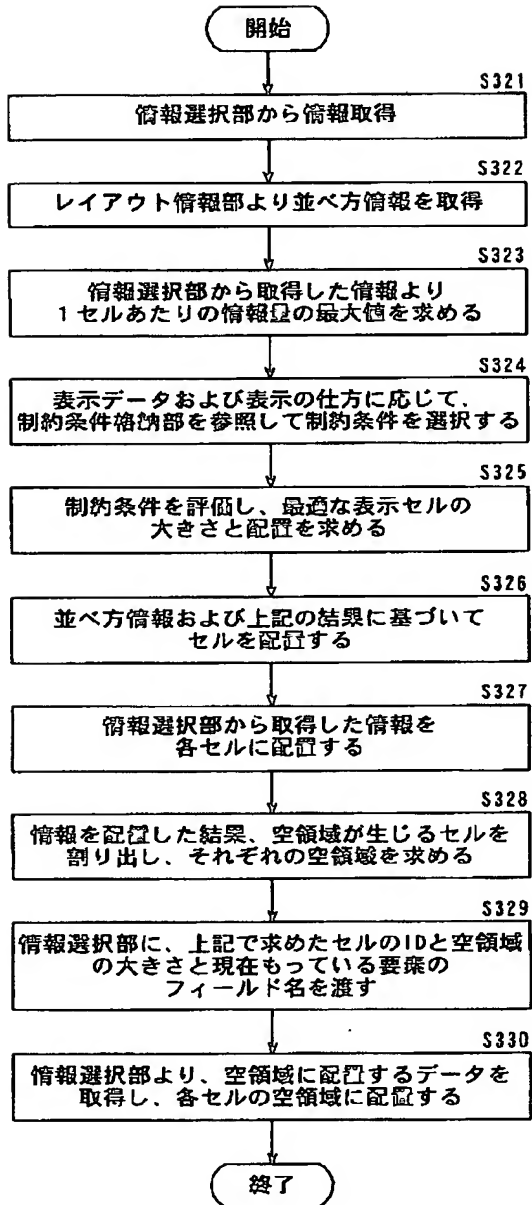 開始
S321
情報選択部から情報取得
S322
レイアウト情報部より並べ方情報を取得
S323
情報選択部から取得した情報より
1セルあたりの情報量の最大値を求める
S324
表示データおよび表示の仕方に応じて、
制約条件格納部を参照して制約条件を選択する
S325
制約条件を評価し、最適な表示セルの
大きさと配置を求める
S326
並べ方情報および上記の結果に基づいて
セルを配置する
S327
情報選択部から取得した情報を
各セルに配置する
S328
情報を配置した結果、空領域が生じるセルを
割り出し、それぞれの空領域を求める
S329
情報選択部に、上記で求めたセルのIDと空領域
の大きさと現在もっている要素の
フィールド名を渡す
S330
情報選択部より、空領域に配置するデータを
取得し、各セルの空領域に配置する
終了